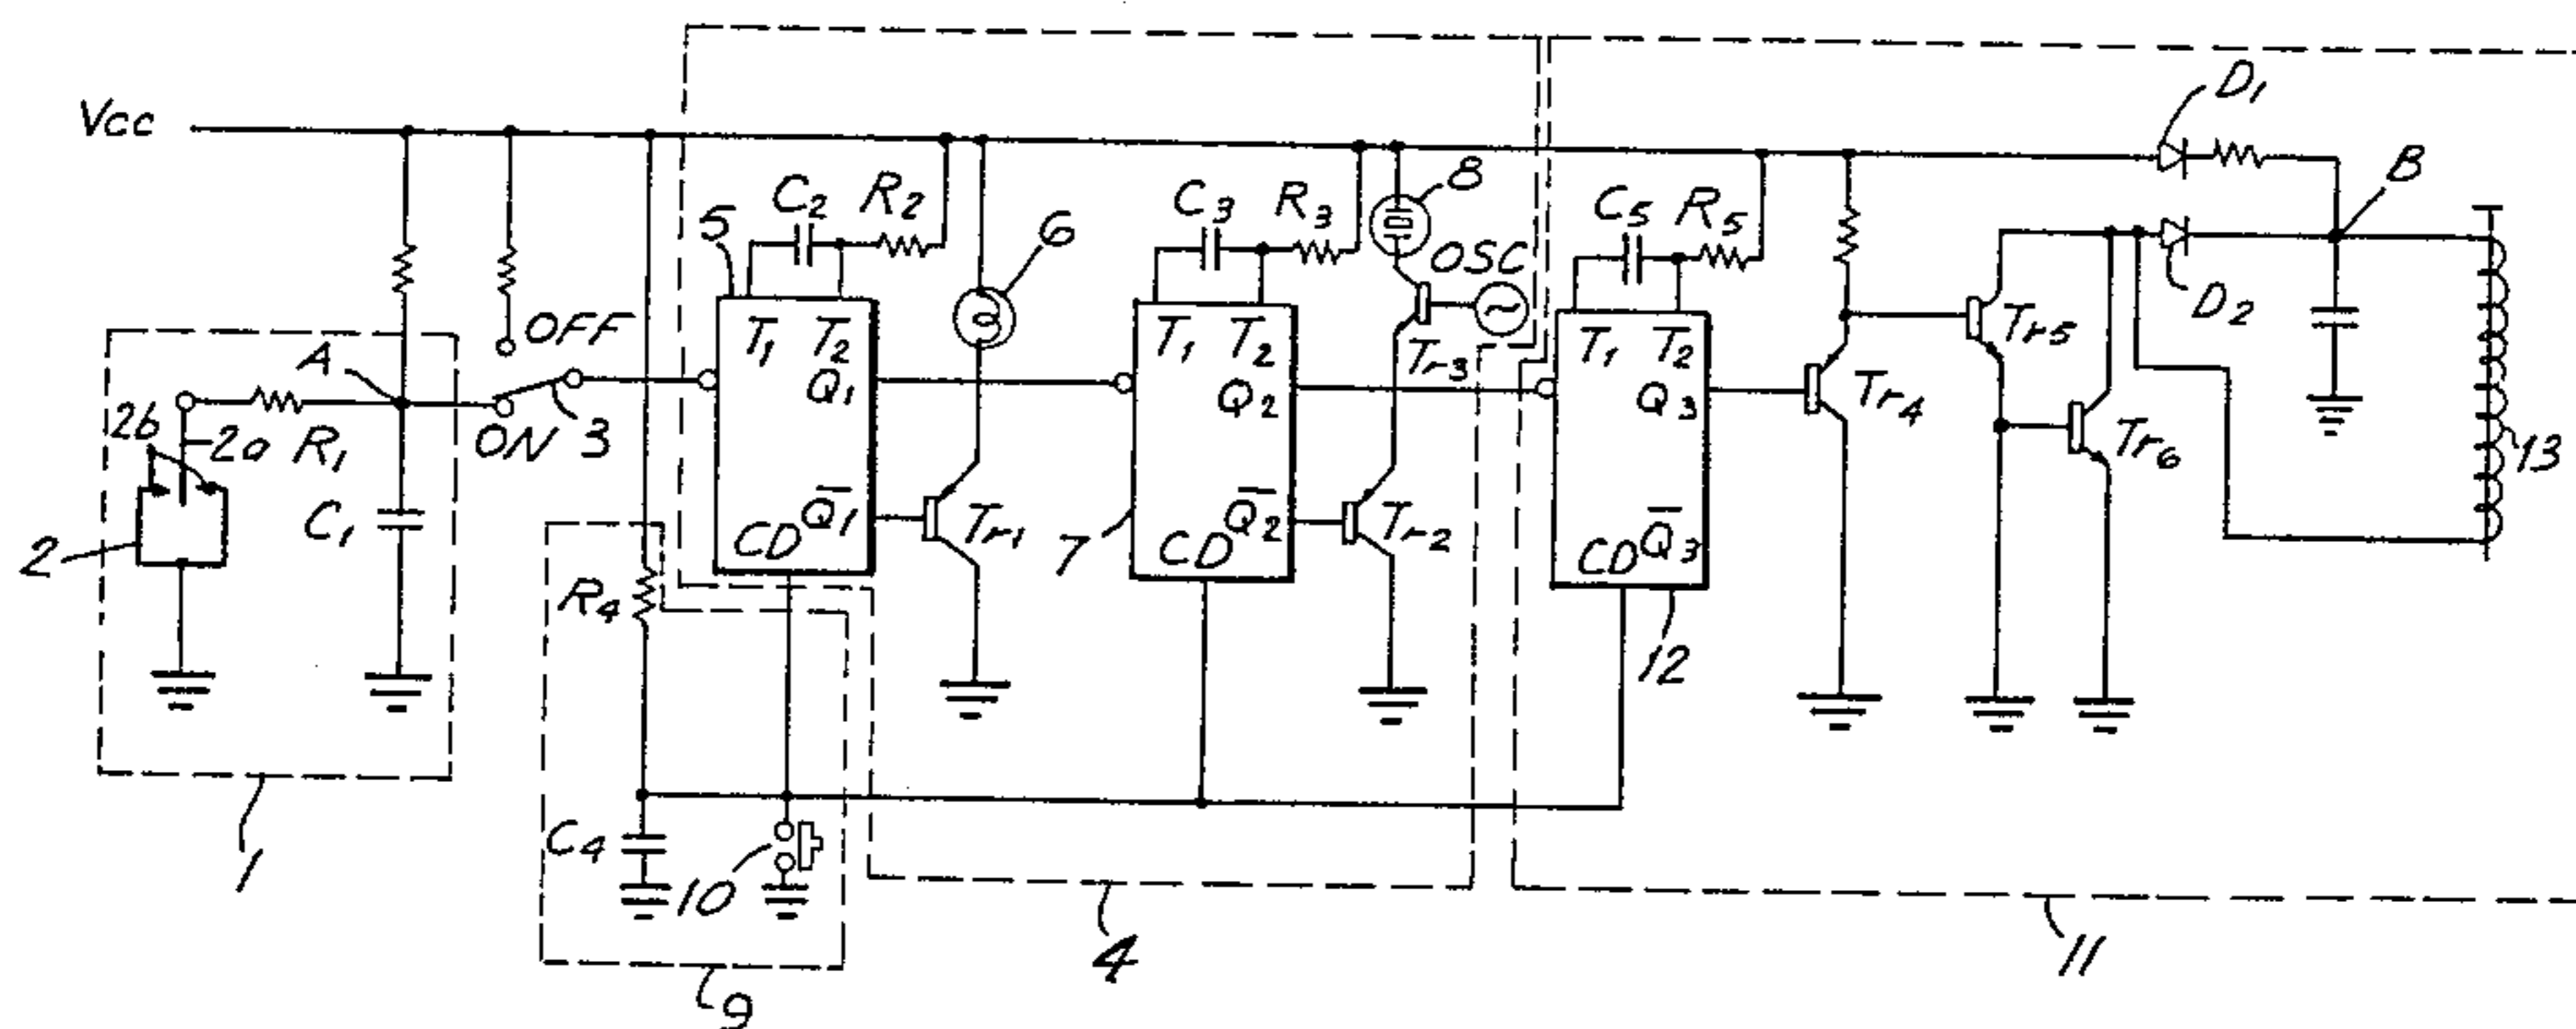 Vcc
D1
B
C2
R2
C3
R3
8
C5
R5
5
6
OSC
D2
OFF
T1
T2
T1
T2
T1
T2
Tr5
A
3
ON
Q1
Q2
Tr3
Q3
Tr4
Tr6
13
2b
2a
R1
C1
2
CD
Q̅1
Tr1
7
CD
Q̅2
Tr2
CD
Q̅3
12
R4
C4
10
1
9
4
11